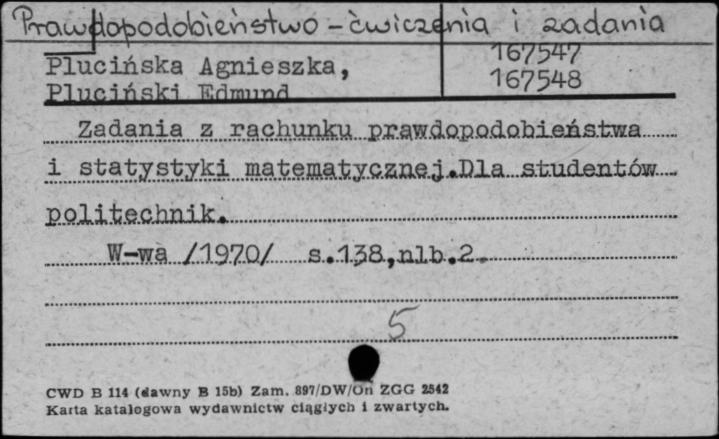 Prawdopodobieństwo - ćwiczenia i zadania
Plucińska Agnieszka,
167547
Pluciński Edmund
167548
Zadania z rachunku prawdopodobieństwa
i statystyki matematycznej.Dla studentów
politechnik.
W-wa /1970/ s.138,nlb.2
5
CWD B 114 (dawny B 15b) Zam. 897/DW/On ZGG 2542
Karta katalogowa wydawnictw ciągłych i zwartych.